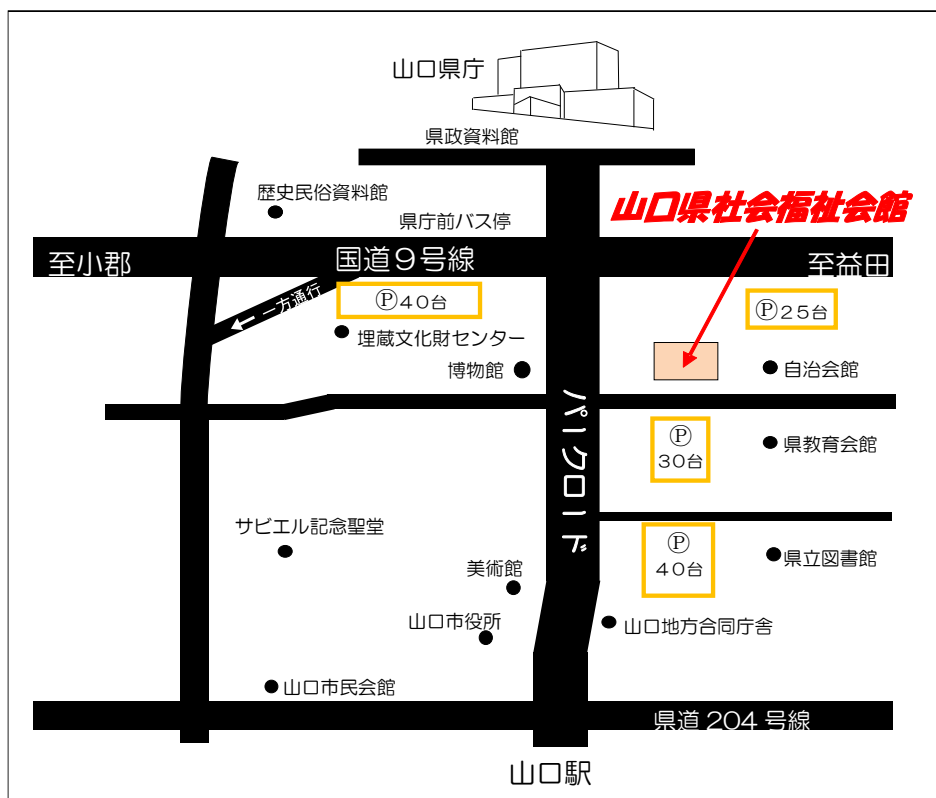 山口県庁
県政資料館
歴史民俗資料館
山口県社会福祉会館
県庁前バス停
至小郡
国道9号線
至益田
一方通行
Ⓟ40台
Ⓟ25台
埋蔵文化財センター
博物館
自治会館
パークロード
Ⓟ
30台
県教育会館
サビエル記念聖堂
Ⓟ
40台
県立図書館
美術館
山口市役所
山口地方合同庁舎
山口市民会館
県道204号線
山口駅